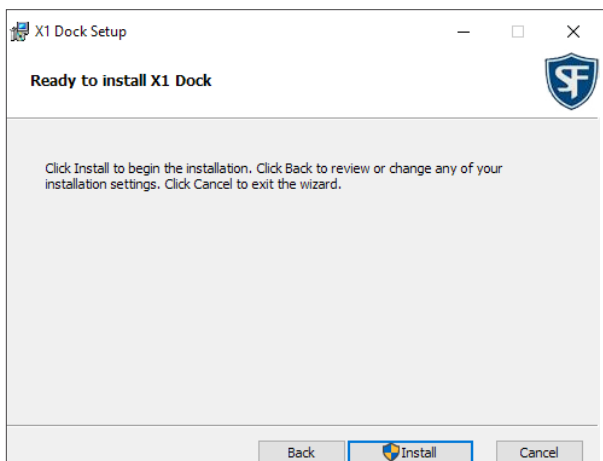 X1 Dock Setup
Ready to install X1 Dock
SF
Click Install to begin the installation. Click Back to review or change any of your
installation settings. Click Cancel to exit the wizard.
Back
Install
Cancel